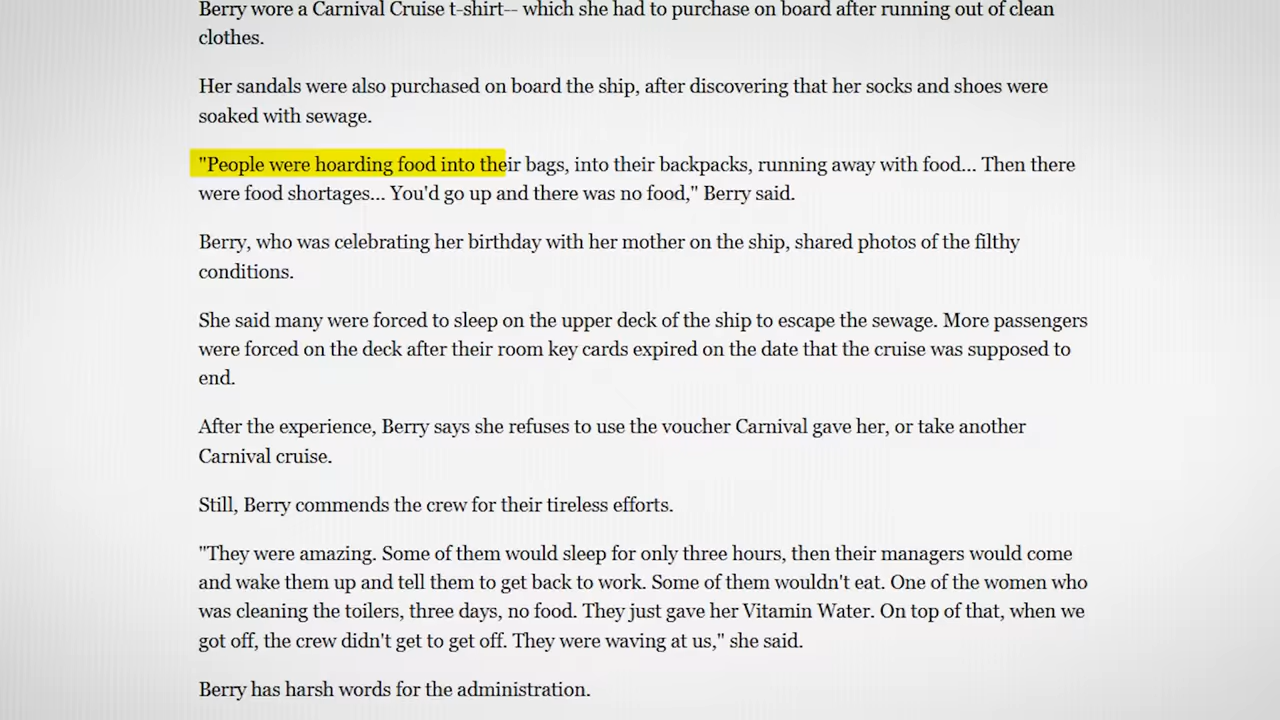 Berry wore a Carnival Cruise t-shirt-- which she had to purchase on board after running out of clean
clothes.
Her sandals were also purchased on board the ship, after discovering that her socks and shoes were
soaked with sewage.
"People were hoarding food into their bags, into their backpacks, running away with food... Then there
were food shortages... You'd go up and there was no food," Berry said.
Berry, who was celebrating her birthday with her mother on the ship, shared photos of the filthy
conditions.
She said many were forced to sleep on the upper deck of the ship to escape the sewage. More passengers
were forced on the deck after their room key cards expired on the date that the cruise was supposed to
end.
After the experience, Berry says she refuses to use the voucher Carnival gave her, or take another
Carnival cruise.
Still, Berry commends the crew for their tireless efforts.
"They were amazing. Some of them would sleep for only three hours, then their managers would come
and wake them up and tell them to get back to work. Some of them wouldn't eat. One of the women who
was cleaning the toilers, three days, no food. They just gave her Vitamin Water. On top of that, when we
got off, the crew didn't get to get off. They were waving at us," she said.
Berry has harsh words for the administration.